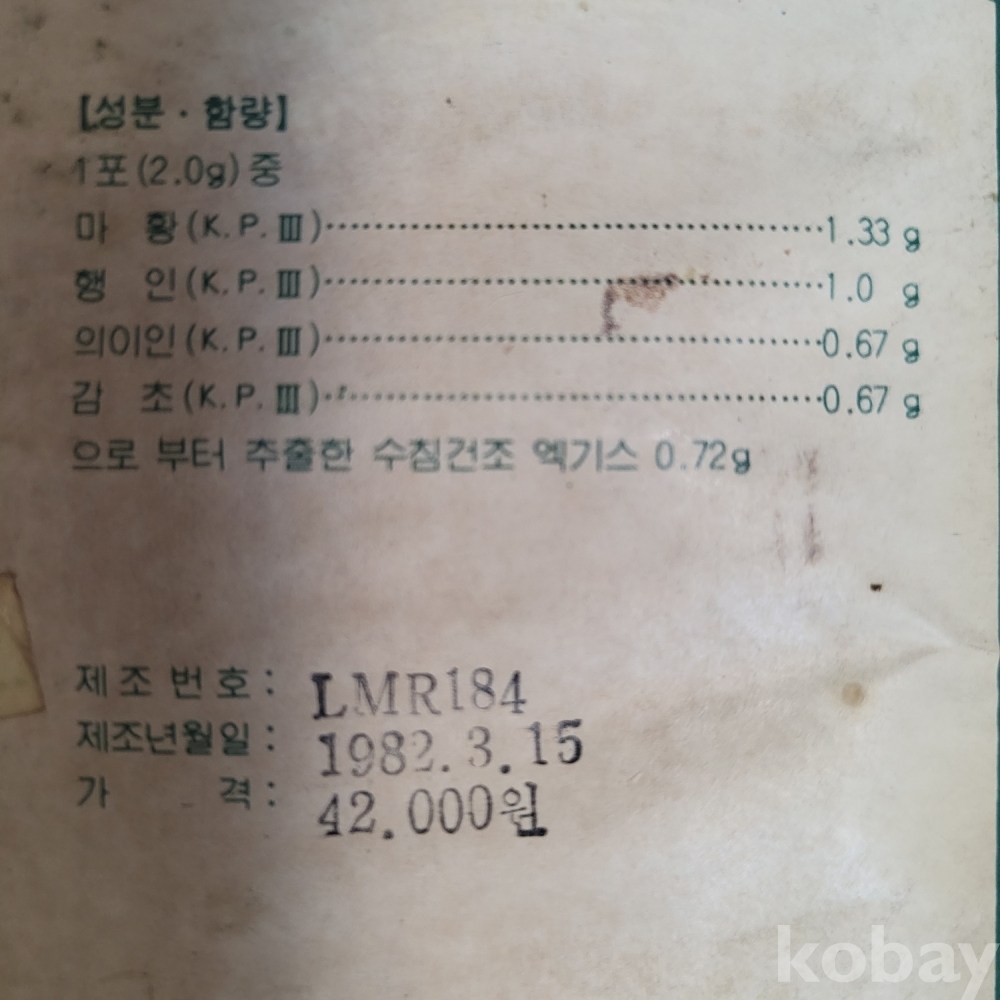 【성분·함량】
1포(2.0g)중
마 황(K.P.Ⅲ)······························1.33 g
행 인(K.P.Ⅲ)······························1.0 g
의이인(K.P.Ⅲ)······························0.67 g
감 초(K.P.Ⅲ)······························0.67 g
으로 부터 추출한 수침건조 엑기스 0.72g
제 조 번 호 : LMR184
제조년월일 : 1982.3.15
가 격 : 42.000원
kobay